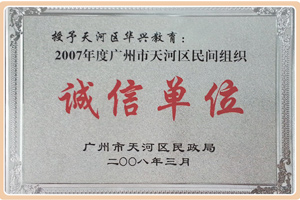 授予天河区华兴教育：
2007年度广州市天河区民间组织
诚信单位
广州市天河区民政局
二〇〇八年三月